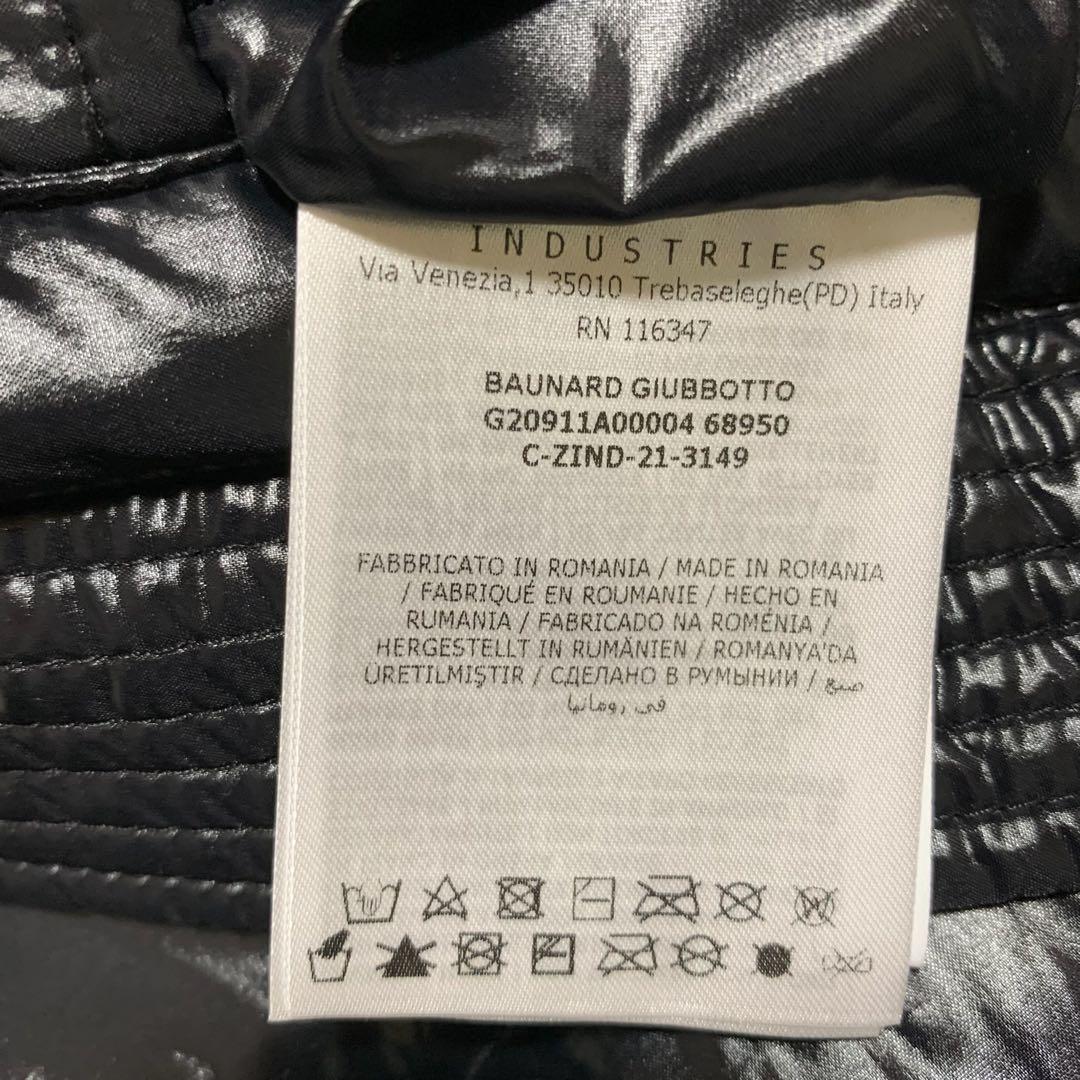 INDUSTRIES
Via Venezia,1 35010 Trebaseleghe(PD) Italy
RN 116347
BAUNARD GIUBBOTTO
G20911A00004 68950
C-ZIND-21-3149
FABBRICATO IN ROMANIA / MADE IN ROMANIA
/ FABRIQUÉ EN ROUMANIE / HECHO EN
RUMANIA / FABRICADO NA ROMÉNIA /
HERGESTELLT IN RUMÄNIEN / ROMANYA'DA
ÜRETILMIŞTIR / СДЕЛАНО В РУМЫНИИ / صنع
في رومانيا